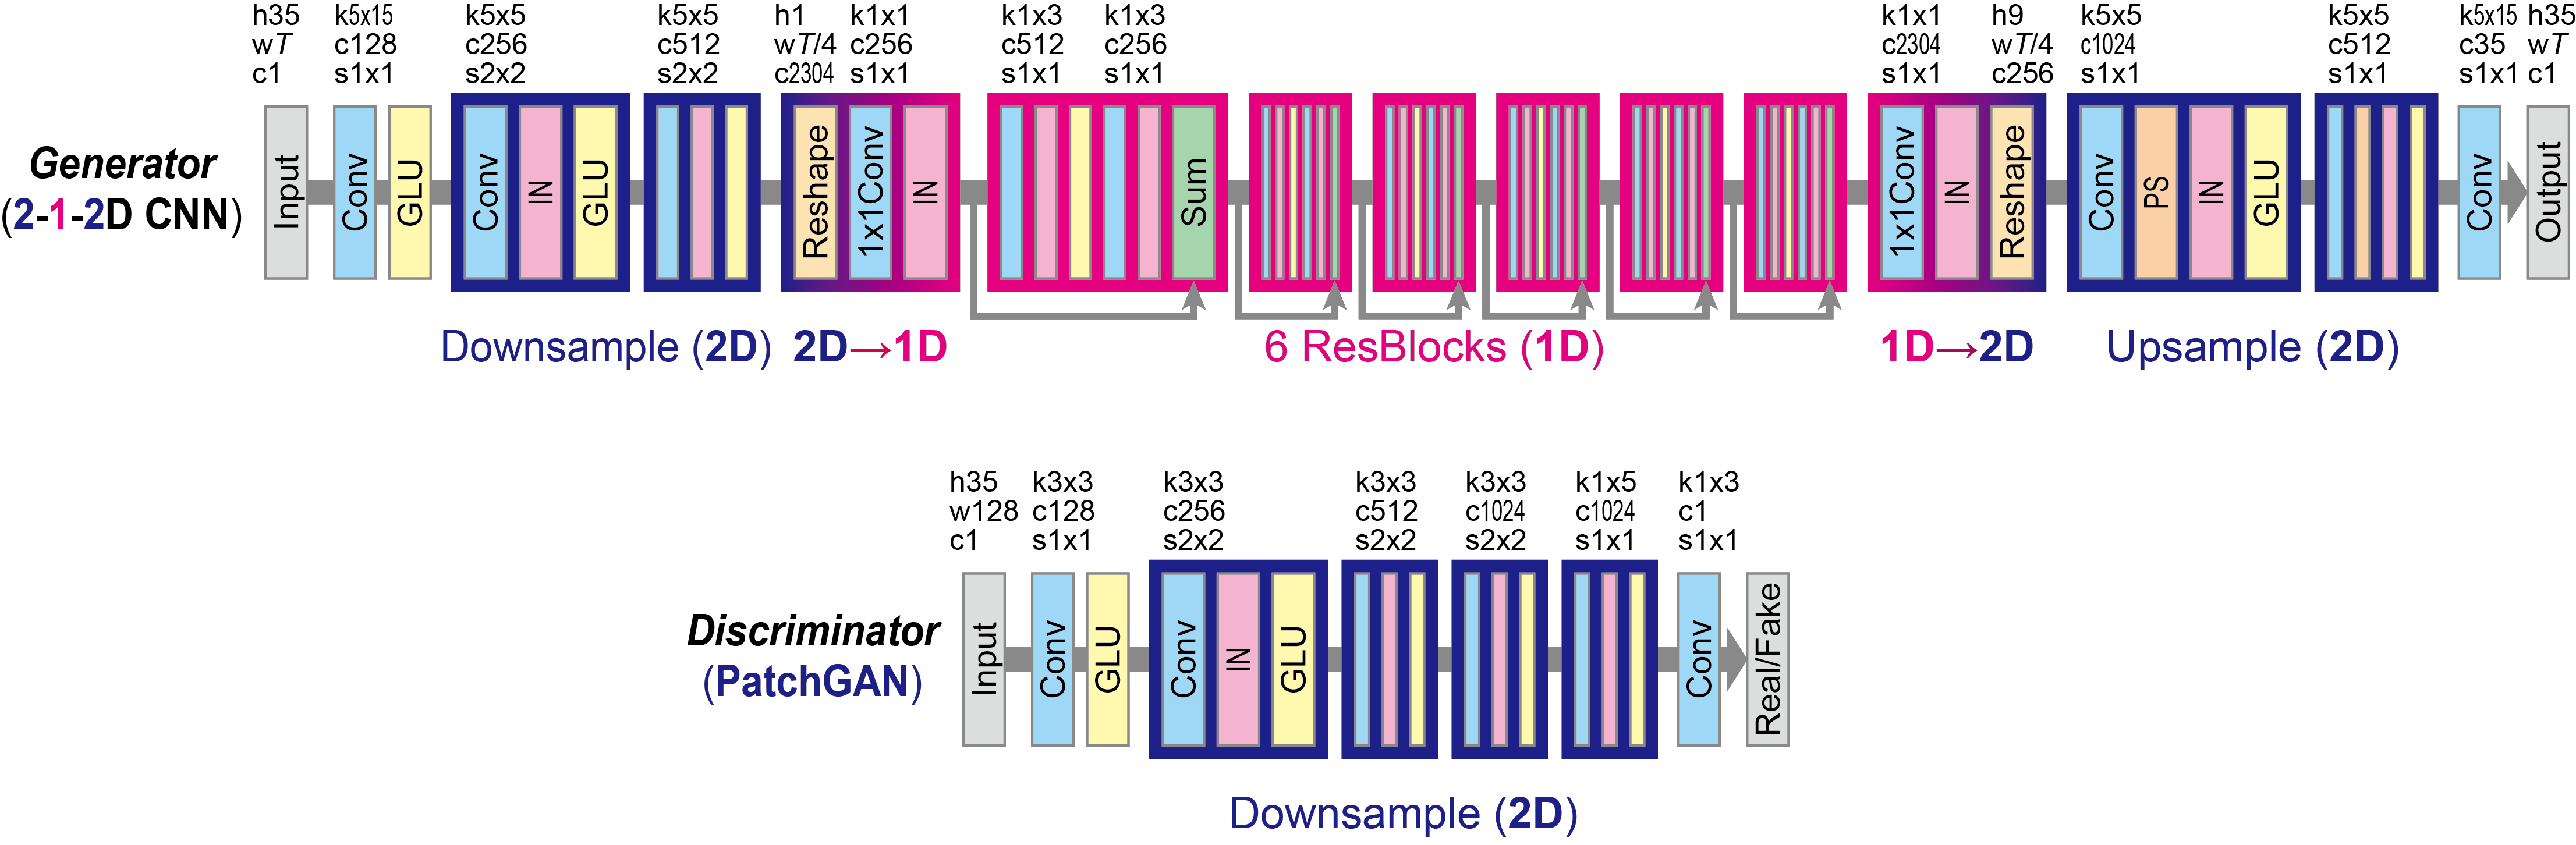 h35 k5x15 k5x5 k5x5 h1 k1x1 k1x3 k1x3 k1x1 h9 k5x5 k5x5 k5x15 h35
wT c128 c256 c512 wT/4 c256 c512 c256 c2304 wT/4 c1024 c512 c35 wT
c1 s1x1 s2x2 s2x2 c2304 s1x1 s1x1 s1x1 s1x1 c256 s1x1 s1x1 s1x1 c1
Generator
(2-1-2D CNN)
Input Conv GLU Conv IN GLU Reshape 1x1Conv IN Sum 1x1Conv IN Reshape Conv PS IN GLU Conv Output
Downsample (2D) 2D→1D 6 ResBlocks (1D) 1D→2D Upsample (2D)
h35 k3x3 k3x3 k3x3 k3x3 k1x5 k1x3
w128 c128 c256 c512 c1024 c1024 c1
c1 s1x1 s2x2 s2x2 s2x2 s1x1 s1x1
Discriminator
(PatchGAN)
Input Conv GLU Conv IN GLU Conv Real/Fake
Downsample (2D)